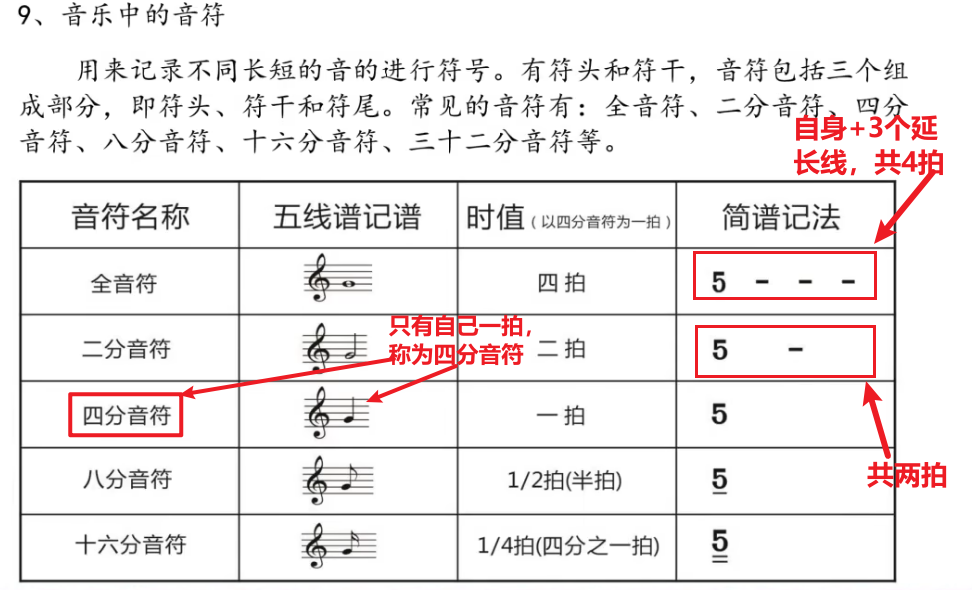 9、音乐中的音符
用来记录不同长短的音的进行符号。有符头和符干，音符包括三个组
成部分，即符头、符干和符尾。常见的音符有：全音符、二分音符、四分
音符、八分音符、十六分音符、三十二分音符等。
自身+3个延
长线，共4拍
音符名称 五线谱记谱 时值（以四分音符为一拍） 简谱记法
全音符 四拍 5 - - -
只有自己一拍，
称为四分音符
二分音符 二拍 5 -
四分音符 一拍 5
共两拍
八分音符 1/2拍(半拍) 5
十六分音符 1/4拍(四分之一拍) 5